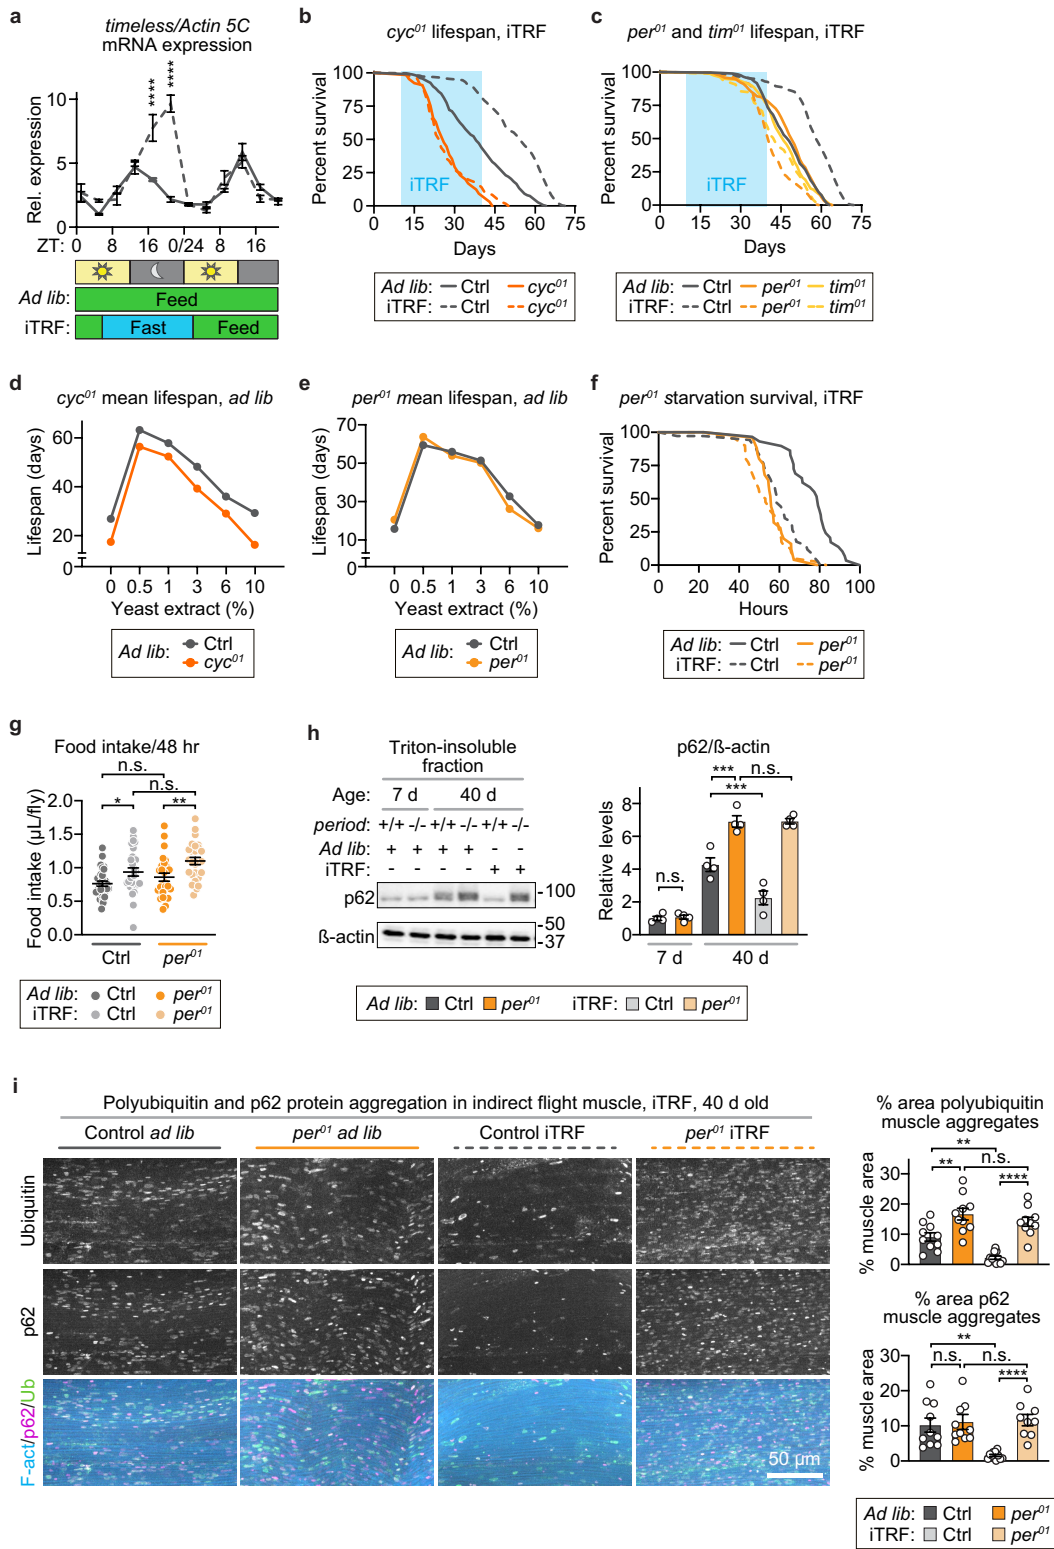 a
timeless/Actin 5C
mRNA expression
Rel. expression
10
5
0
**** ****
ZT: 0 8 16 0/24 8 16
Ad lib: Feed
iTRF: Fast Feed
b
cyc⁰¹ lifespan, iTRF
Percent survival
100
75
50
25
0
iTRF
0 15 30 45 60 75
Days
Ad lib: Ctrl cyc⁰¹
iTRF: Ctrl cyc⁰¹
c
per⁰¹ and tim⁰¹ lifespan, iTRF
Percent survival
100
75
50
25
0
iTRF
0 15 30 45 60 75
Days
Ad lib: Ctrl per⁰¹ tim⁰¹
iTRF: Ctrl per⁰¹ tim⁰¹
d
cyc⁰¹ mean lifespan, ad lib
Lifespan (days)
60
40
20
0
0 0.5 1 3 6 10
Yeast extract (%)
Ad lib: Ctrl
cyc⁰¹
e
per⁰¹ mean lifespan, ad lib
Lifespan (days)
70
50
30
10
0
0 0.5 1 3 6 10
Yeast extract (%)
Ad lib: Ctrl
per⁰¹
f
per⁰¹ starvation survival, iTRF
Percent survival
100
75
50
25
0
0 20 40 60 80 100
Hours
Ad lib: Ctrl per⁰¹
iTRF: Ctrl per⁰¹
g
Food intake/48 hr
n.s.
n.s.
* **
Food intake (µL/fly)
2.0
1.5
1.0
0.5
0.0
Ctrl per⁰¹
Ad lib: Ctrl per⁰¹
iTRF: Ctrl per⁰¹
h
Triton-insoluble
fraction
Age: 7 d 40 d
period: +/+ -/- +/+ -/- +/+ -/-
Ad lib: + + + + - -
iTRF: - - - - + +
p62 -100
-50
ß-actin -37
p62/ß-actin
*** n.s.
***
n.s.
Relative levels
8
6
4
2
0
7 d 40 d
Ad lib: Ctrl per⁰¹ iTRF: Ctrl per⁰¹
i
Polyubiquitin and p62 protein aggregation in indirect flight muscle, iTRF, 40 d old
Control ad lib per⁰¹ ad lib Control iTRF per⁰¹ iTRF
Ubiquitin
p62
F-act/p62/Ub
50 µm
% area polyubiquitin
muscle aggregates
**
** n.s.
****
% muscle area
30
20
10
0
% area p62
muscle aggregates
**
n.s. n.s.
****
% muscle area
30
20
10
0
Ad lib: Ctrl per⁰¹
iTRF: Ctrl per⁰¹